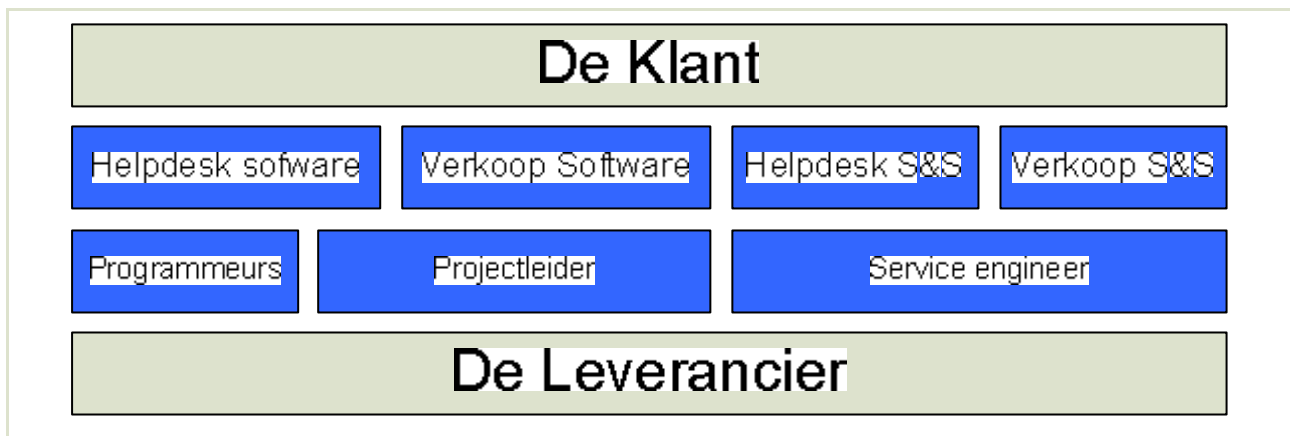 De Klant
Helpdesk sofware
Verkoop Software
Helpdesk S&S
Verkoop S&S
Programmeurs
Projectleider
Service engineer
De Leverancier